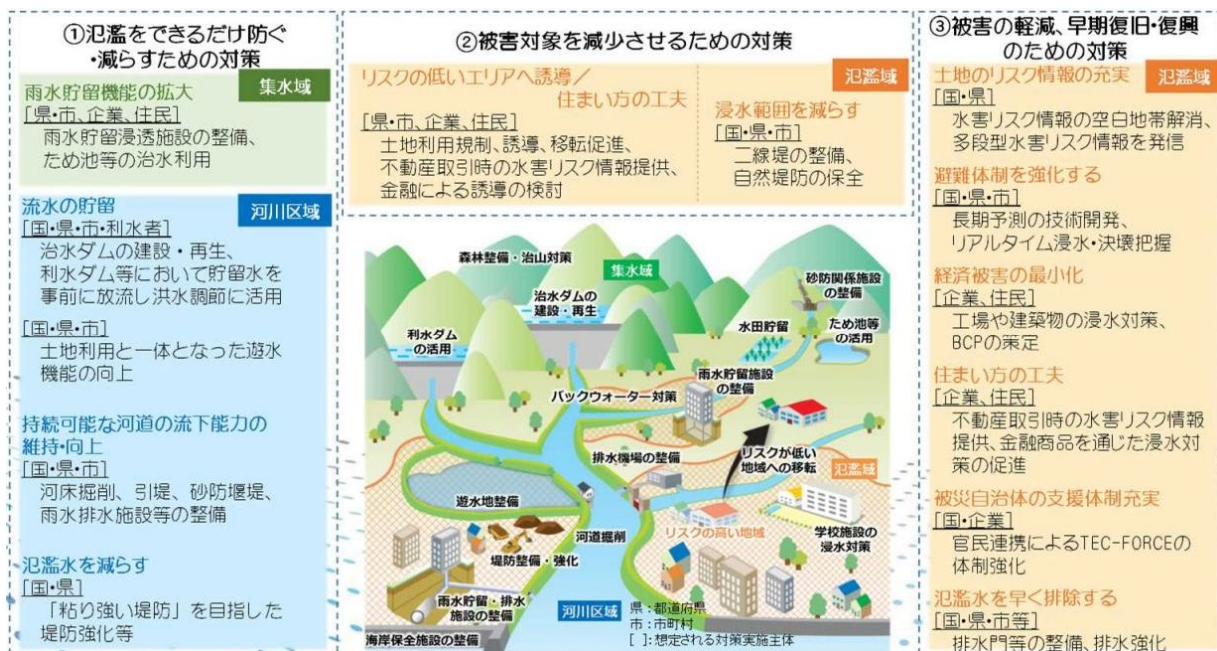 ①氾濫をできるだけ防ぐ
・減らすための対策
集水域
雨水貯留機能の拡大
[県・市、企業、住民]
雨水貯留浸透施設の整備、
ため池等の治水利用
河川区域
流水の貯留
[国・県・市・利水者]
治水ダムの建設・再生、
利水ダム等において貯留水を
事前に放流し洪水調節に活用
[国・県・市]
土地利用と一体となった遊水
機能の向上
持続可能な河道の流下能力の
維持・向上
[国・県・市]
河床掘削、引堤、砂防堰堤、
雨水排水施設等の整備
氾濫水を減らす
[国・県]
「粘り強い堤防」を目指した
堤防強化等
②被害対象を減少させるための対策
リスクの低いエリアへ誘導／
住まい方の工夫
[県・市、企業、住民]
土地利用規制、誘導、移転促進、
不動産取引時の水害リスク情報提供、
金融による誘導の検討
氾濫域
浸水範囲を減らす
[国・県・市]
二線堤の整備、
自然堤防の保全
森林整備・治山対策
集水域
治水ダムの
建設・再生
砂防関係施設
の整備
利水ダム
の活用
水田貯留
ため池等
の活用
雨水貯留施設
の整備
バックウォーター対策
排水機場の整備
リスクが低い
地域への移転
氾濫域
遊水地整備
河道掘削
リスクの高い地域
学校施設の
浸水対策
堤防整備・強化
雨水貯留・排水
施設の整備
河川区域
海岸保全施設の整備
県：都道府県
市：市町村
[ ]：想定される対策実施主体
③被害の軽減、早期復旧・復興
のための対策
氾濫域
土地のリスク情報の充実
[国・県]
水害リスク情報の空白地帯解消、
多段型水害リスク情報を発信
避難体制を強化する
[国・県・市]
長期予測の技術開発、
リアルタイム浸水・決壊把握
経済被害の最小化
[企業、住民]
工場や建築物の浸水対策、
BCPの策定
住まい方の工夫
[企業、住民]
不動産取引時の水害リスク情報
提供、金融商品を通じた浸水対
策の促進
被災自治体の支援体制充実
[国・企業]
官民連携によるTEC-FORCEの
体制強化
氾濫水を早く排除する
[国・県・市等]
排水門等の整備、排水強化